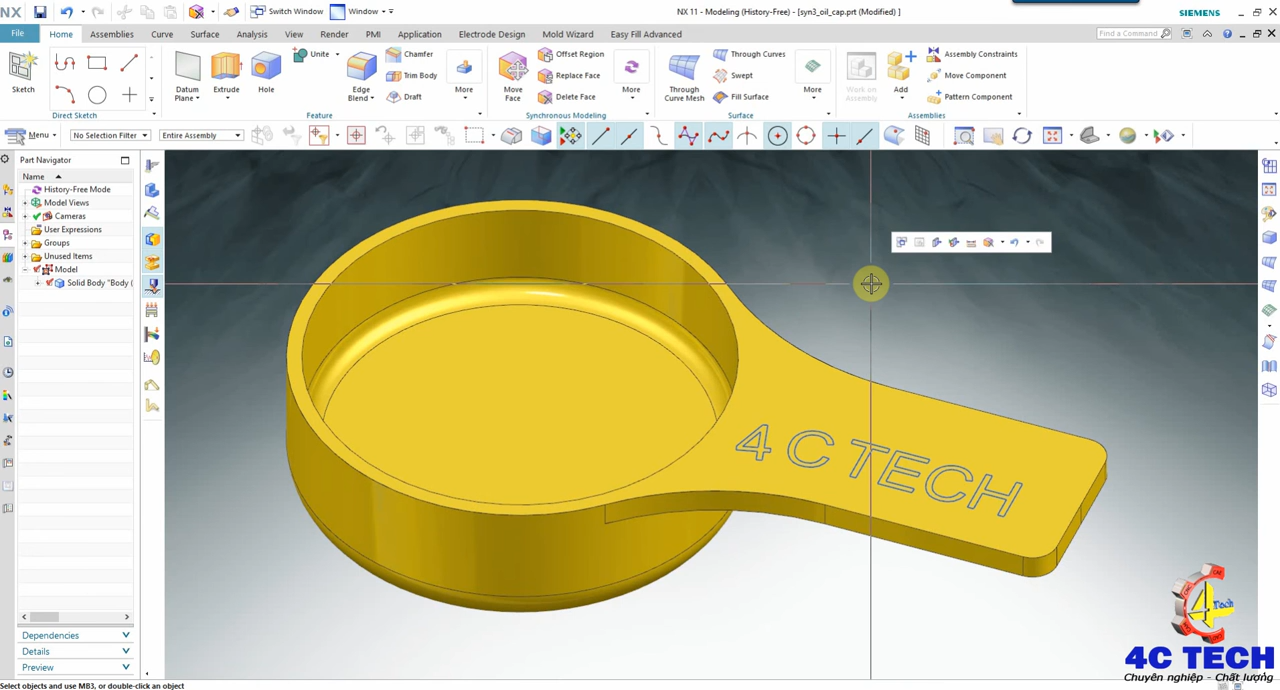 NX
Switch Window
Window
NX 11 - Modeling (History-Free) - [syn3_oil_cap.prt (Modified) ]
SIEMENS
File
Home
Assemblies
Curve
Surface
Analysis
View
Render
PMI
Application
Electrode Design
Mold Wizard
Easy Fill Advanced
Find a Command
Sketch
Direct Sketch
Datum Plane
Extrude
Hole
Unite
Edge Blend
Chamfer
Trim Body
Draft
More
Feature
Move Face
Offset Region
Replace Face
Delete Face
More
Synchronous Modeling
Through Curve Mesh
Through Curves
Swept
Fill Surface
More
Surface
Work on Assembly
Add
Assembly Constraints
Move Component
Pattern Component
Assemblies
Menu
No Selection Filter
Entire Assembly
Part Navigator
Name
History-Free Mode
Model Views
Cameras
User Expressions
Groups
Unused Items
Model
Solid Body "Body (
Dependencies
Details
Preview
4 C TECH
4
Tech
4C TECH
Chuyên nghiệp - Chất lượng
Select objects and use MB3, or double-click an object